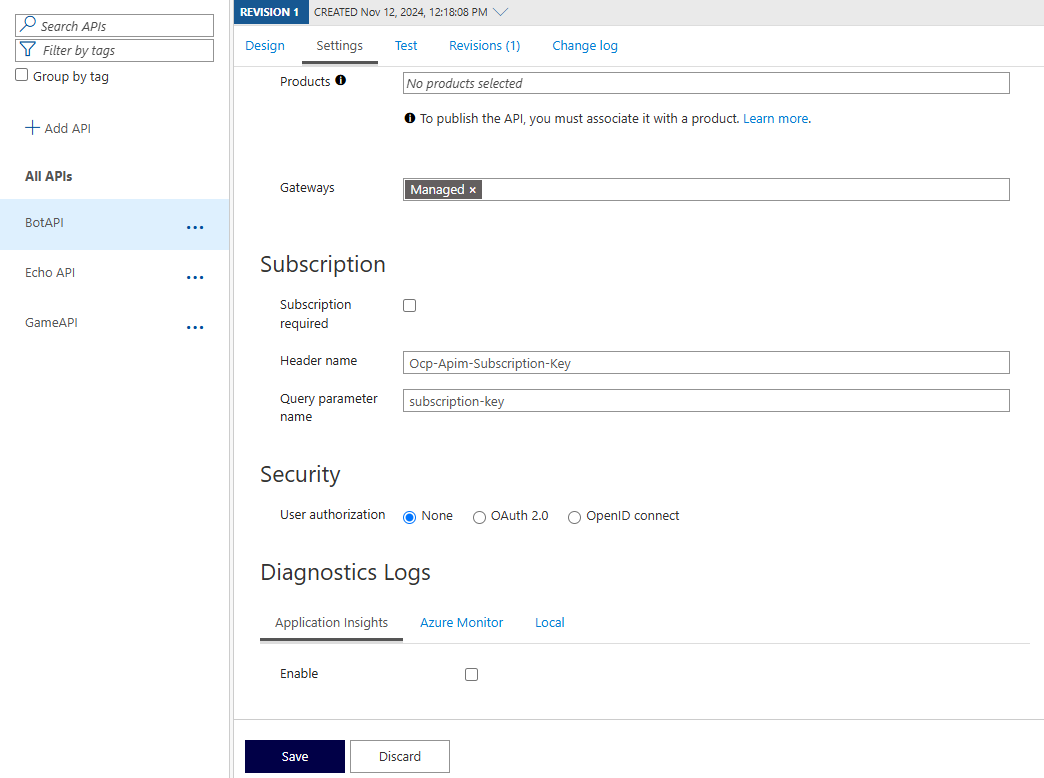 Search APIs
Filter by tags
Group by tag
Add API
All APIs
BotAPI
...
Echo API
...
GameAPI
...
REVISION 1 CREATED Nov 12, 2024, 12:18:08 PM
Design Settings Test Revisions (1) Change log
Products
No products selected
To publish the API, you must associate it with a product. Learn more.
Gateways
Managed ×
Subscription
Subscription
required
Header name
Ocp-Apim-Subscription-Key
Query parameter
name
subscription-key
Security
User authorization
None OAuth 2.0 OpenID connect
Diagnostics Logs
Application Insights Azure Monitor Local
Enable
Save Discard